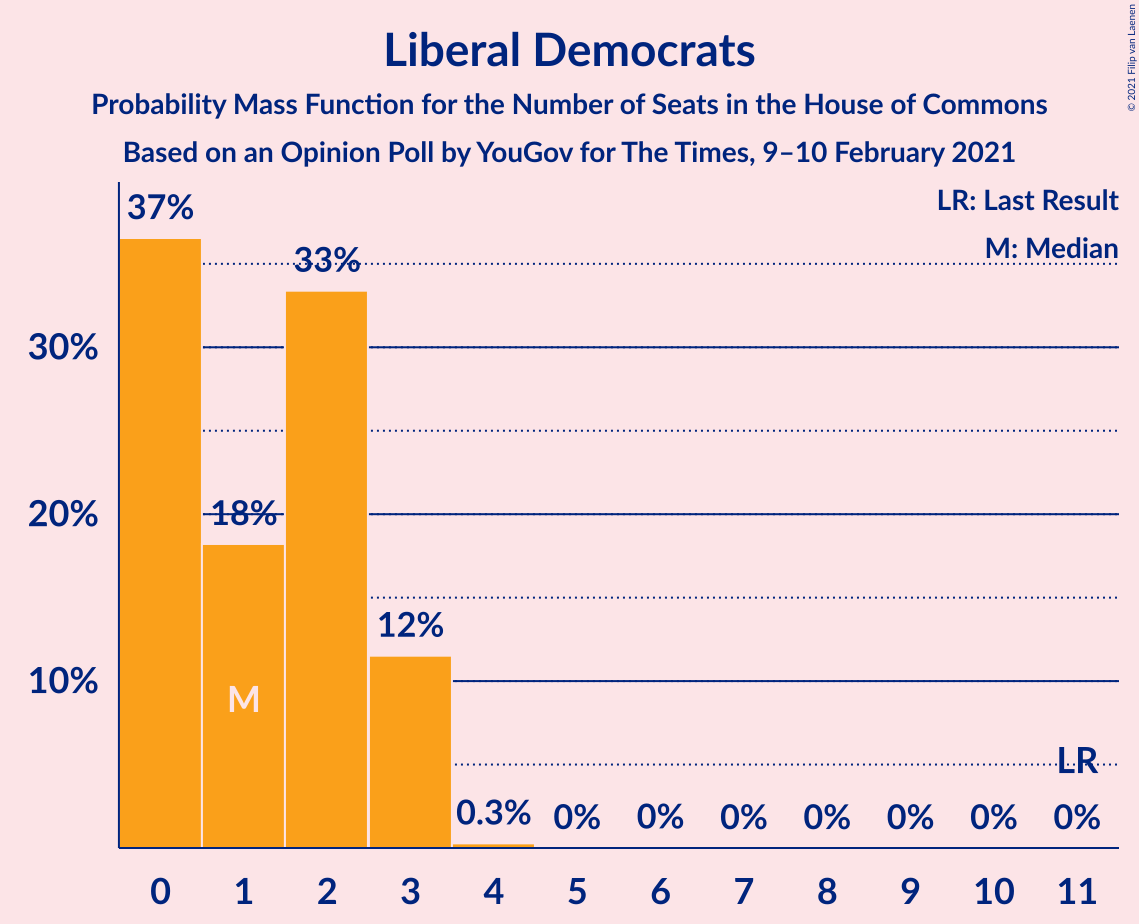 Liberal Democrats
Probability Mass Function for the Number of Seats in the House of Commons
Based on an Opinion Poll by YouGov for The Times, 9–10 February 2021
© 2021 Filip van Laenen
LR: Last Result
M: Median
37%
33%
30%
20%
18%
12%
10%
M
LR
0.3%
0%
0%
0%
0%
0%
0%
0%
0 1 2 3 4 5 6 7 8 9 10 11